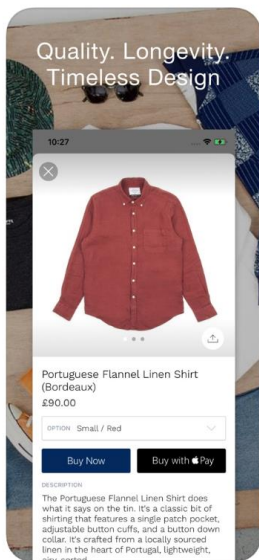 Quality. Longevity.
Timeless Design
10:27
Portuguese Flannel Linen Shirt
(Bordeaux)
£90.00
OPTION Small / Red
Buy Now
Buy with Pay
DESCRIPTION
The Portuguese Flannel Linen Shirt does
what it says on the tin. It's a classic bit of
shirting that features a single patch pocket,
adjustable button cuffs, and a button down
collar. It's crafted from a locally sourced
linen in the heart of Portugal, lightweight,